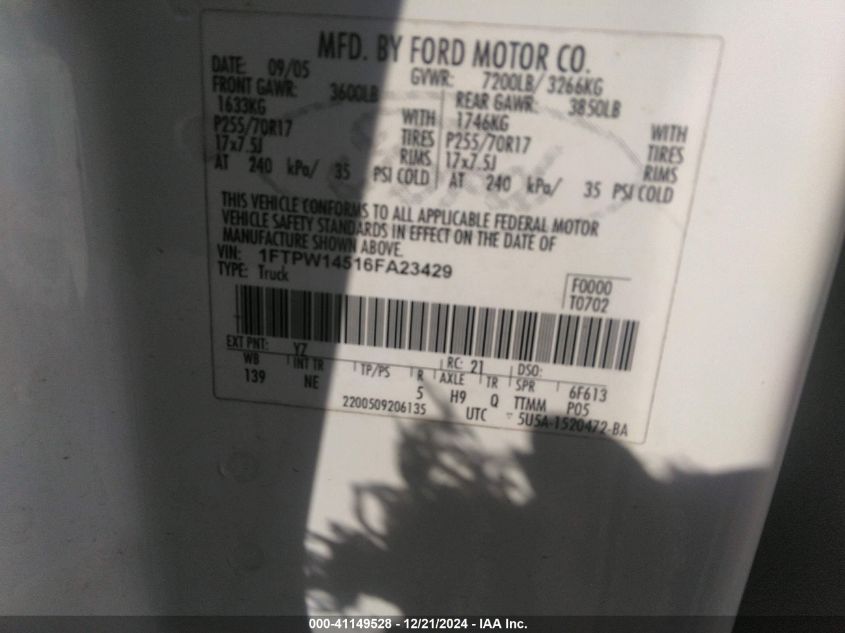 MFD. BY FORD MOTOR CO.
DATE: 09/05 GVWR: 7200LB/ 3266KG
FRONT GAWR: 3600LB REAR GAWR: 3850LB
1633KG WITH 1746KG WITH
P255/70R17 TIRES P255/70R17 TIRES
17x7.5J RIMS 17x7.5J RIMS
AT 240 kPa/ 35 PSI COLD AT 240 kPa/ 35 PSI COLD
THIS VEHICLE CONFORMS TO ALL APPLICABLE FEDERAL MOTOR
VEHICLE SAFETY STANDARDS IN EFFECT ON THE DATE OF
MANUFACTURE SHOWN ABOVE.
VIN: 1FTPW14516FA23429
TYPE: Truck F0000
T0702
EXT PNT: YZ RC: 21 DSO:
WB INT TR TP/PS R AXLE TR SPR 6F613
139 NE 5 H9 Q TTMM P05
2200509206135 UTC 5U5A-1520472-BA
000-41149528 - 12/21/2024 - IAA Inc.